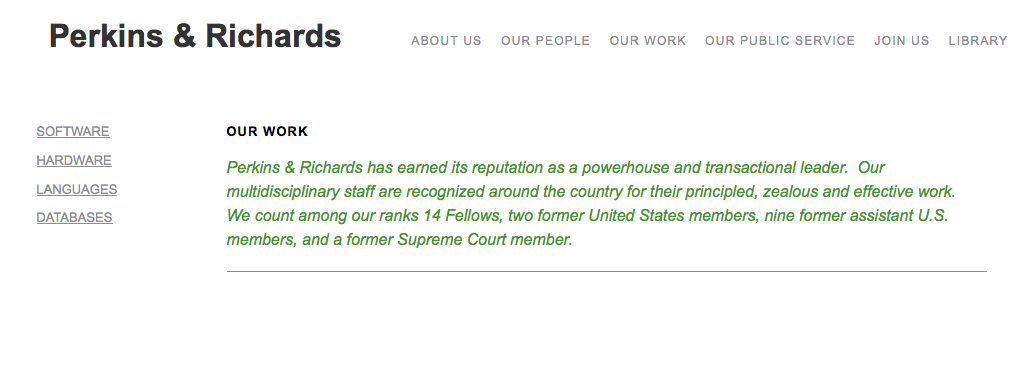 Perkins & Richards
ABOUT US OUR PEOPLE OUR WORK OUR PUBLIC SERVICE JOIN US LIBRARY
SOFTWARE
HARDWARE
LANGUAGES
DATABASES
OUR WORK
Perkins & Richards has earned its reputation as a powerhouse and transactional leader.  Our
multidisciplinary staff are recognized around the country for their principled, zealous and effective work.
We count among our ranks 14 Fellows, two former United States members, nine former assistant U.S.
members, and a former Supreme Court member.